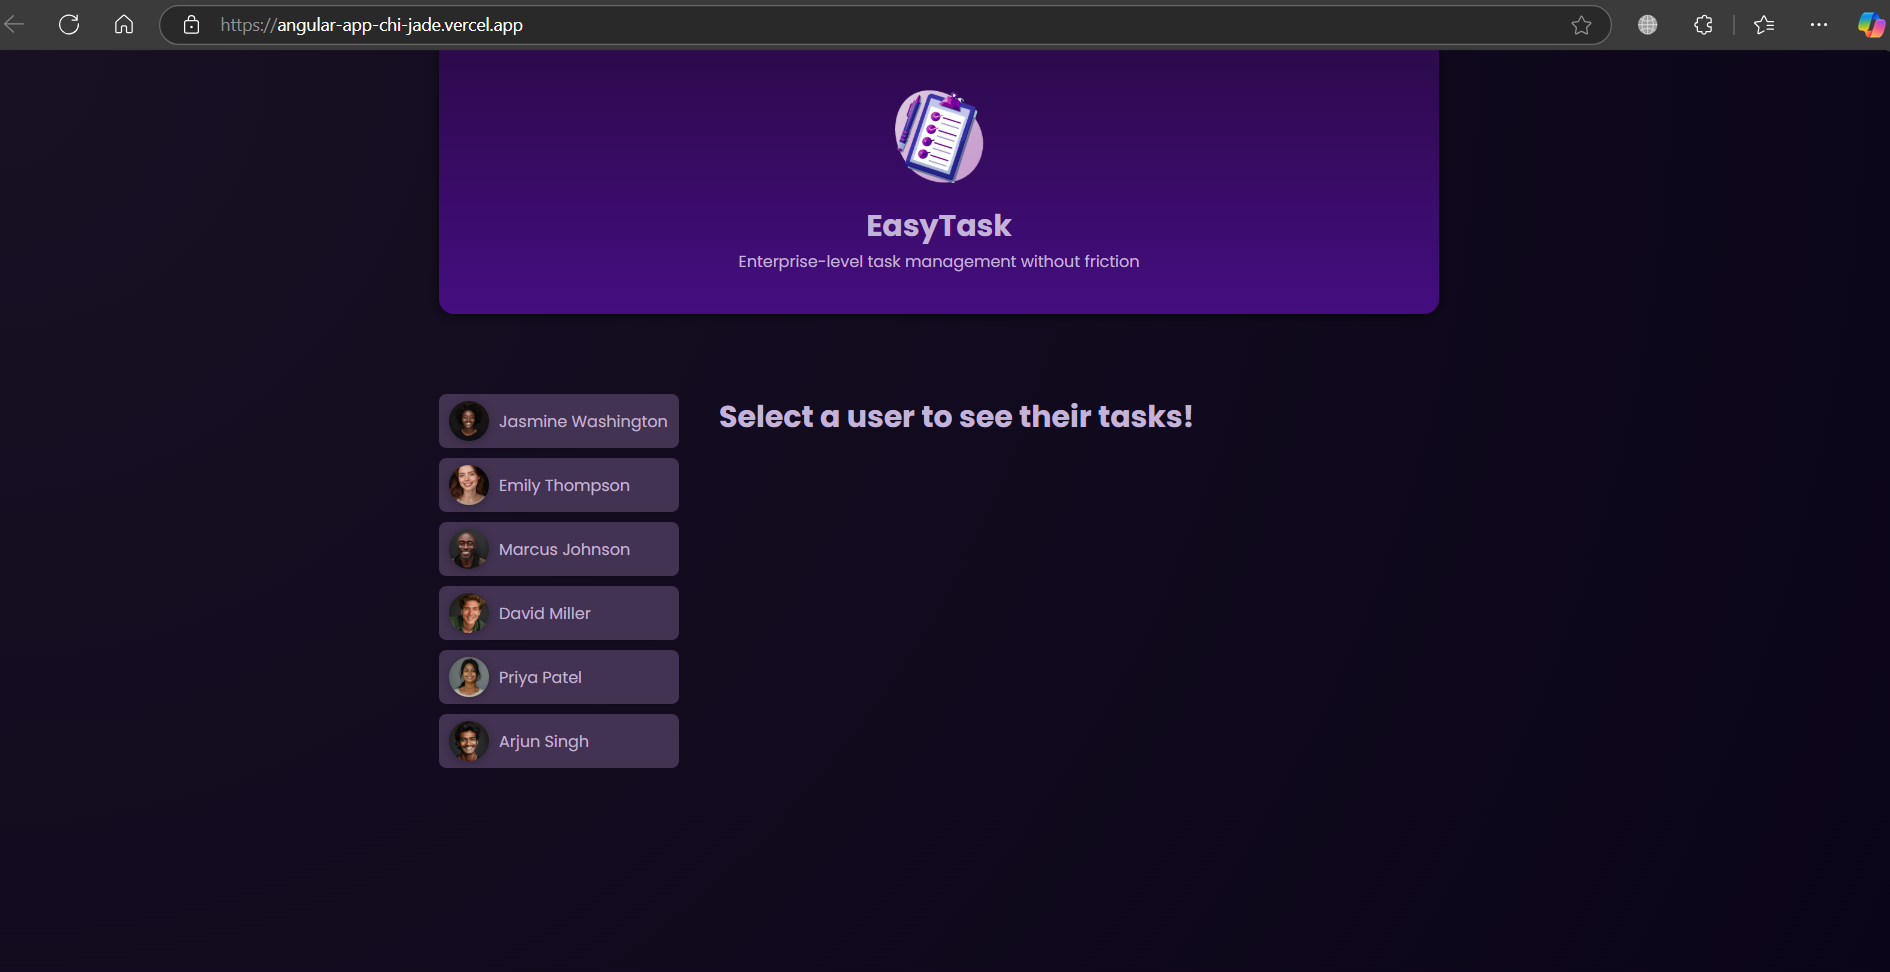 https://angular-app-chi-jade.vercel.app
EasyTask
Enterprise-level task management without friction
Jasmine Washington
Select a user to see their tasks!
Emily Thompson
Marcus Johnson
David Miller
Priya Patel
Arjun Singh